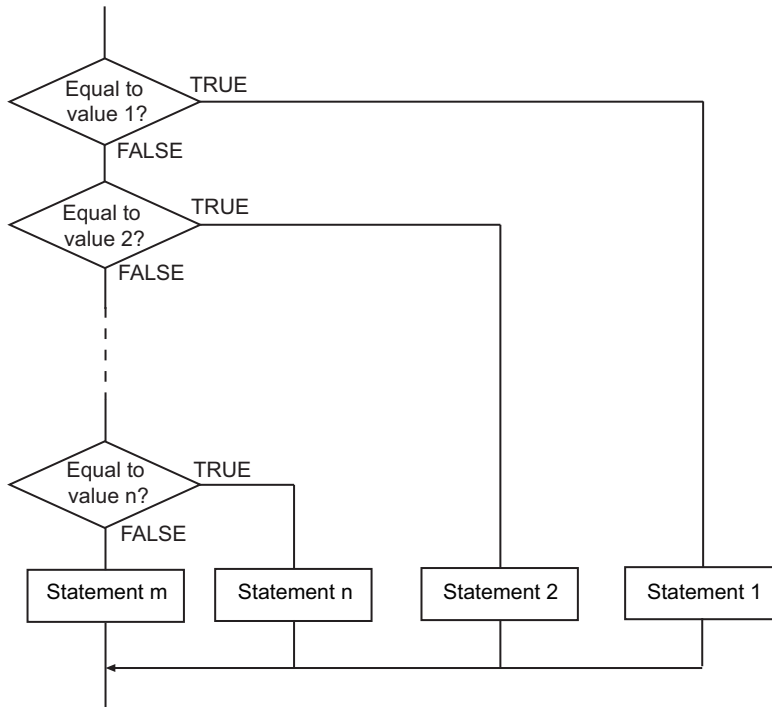 Equal to
value 1?
TRUE
FALSE
Equal to
value 2?
TRUE
FALSE
Equal to
value n?
TRUE
FALSE
Statement m
Statement n
Statement 2
Statement 1